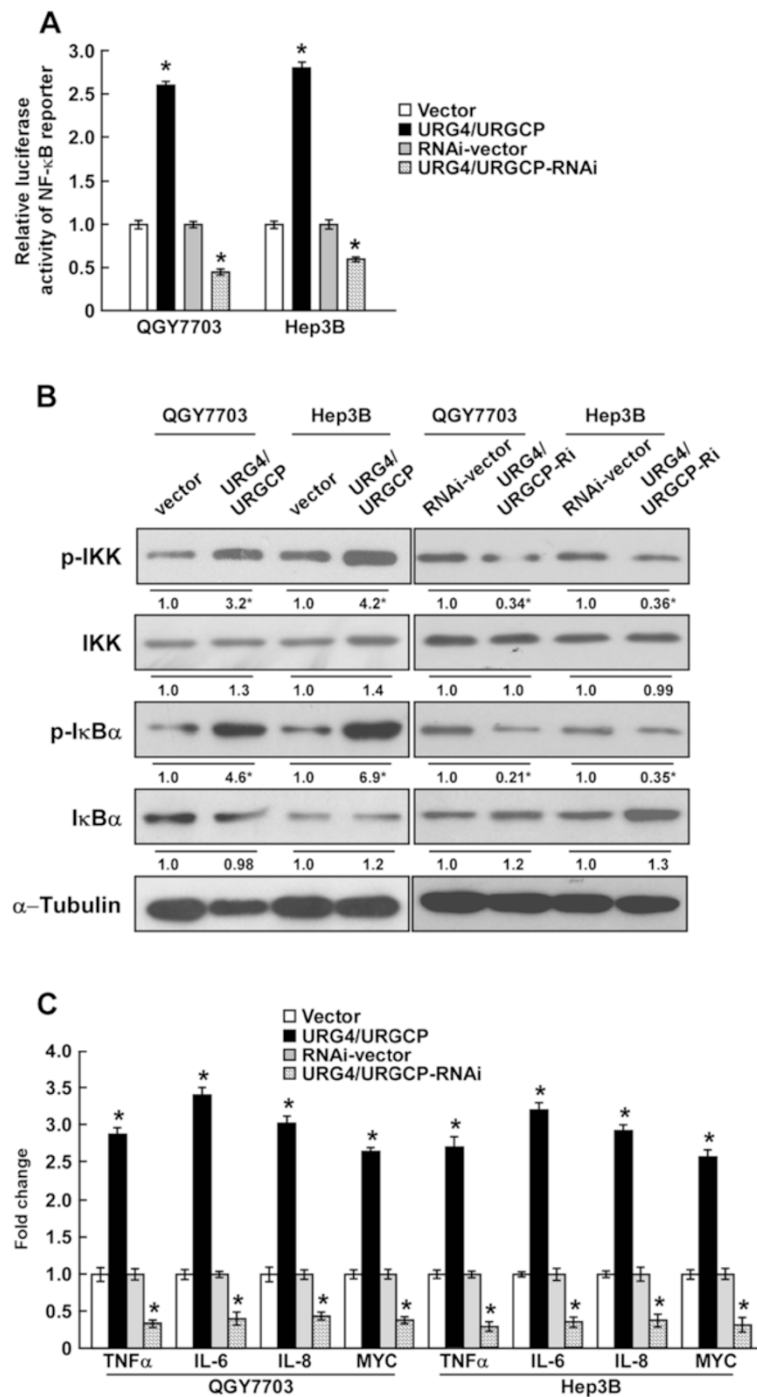 A
Relative luciferase
activity of NF-κB reporter
3.0
2.5
2.0
1.0
0.5
0
*
*
*
*
QGY7703
Hep3B
Vector
URG4/URGCP
RNAi-vector
URG4/URGCP-RNAi
B
QGY7703 Hep3B QGY7703 Hep3B
vector
URG4/
URGCP
vector
URG4/
URGCP
RNAi-vector
URG4/
URGCP-Ri
RNAi-vector
URG4/
URGCP-Ri
p-IKK
1.0 3.2* 1.0 4.2* 1.0 0.34* 1.0 0.36*
IKK
1.0 1.3 1.0 1.4 1.0 1.0 1.0 0.99
p-IκBα
1.0 4.6* 1.0 6.9* 1.0 0.21* 1.0 0.35*
IκBα
1.0 0.98 1.0 1.2 1.0 1.2 1.0 1.3
α–Tubulin
C
Vector
URG4/URGCP
RNAi-vector
URG4/URGCP-RNAi
Fold change
4.0
3.5
3.0
2.5
1.0
0.5
0
* * * * * * * *
* * * * * * * *
TNFα IL-6 IL-8 MYC TNFα IL-6 IL-8 MYC
QGY7703 Hep3B